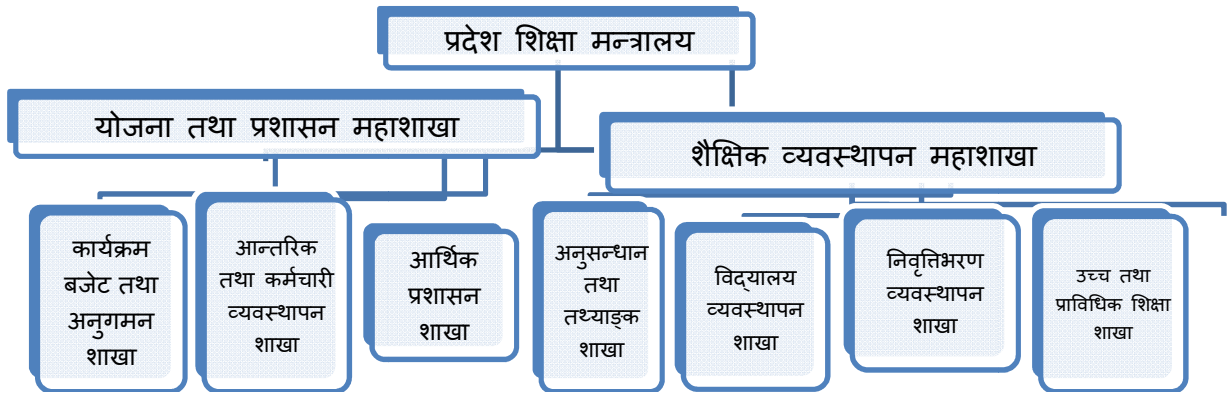 प्रदेश शिक्षा मन्त्रालय
योजना तथा प्रशासन महाशाखा
शैक्षिक व्यवस्थापन महाशाखा
कार्यक्रम
बजेट तथा
अनुगमन
शाखा
आन्तरिक
तथा कर्मचारी
व्यवस्थापन
शाखा
आर्थिक
प्रशासन
शाखा
अनुसन्धान
तथा
तथ्याङ्क
शाखा
विद्यालय
व्यवस्थापन
शाखा
निवृत्तिभरण
व्यवस्थापन
शाखा
उच्च तथा
प्राविधिक शिक्षा
शाखा